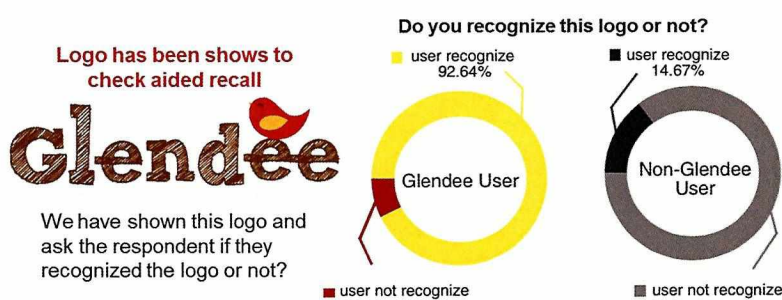 Do you recognize this logo or not?
Logo has been shows to
check aided recall
Glendee
We have shown this logo and
ask the respondent if they
recognized the logo or not?
user recognize
92.64%
Glendee User
user not recognize
user recognize
14.67%
Non-Glendee
User
user not recognize